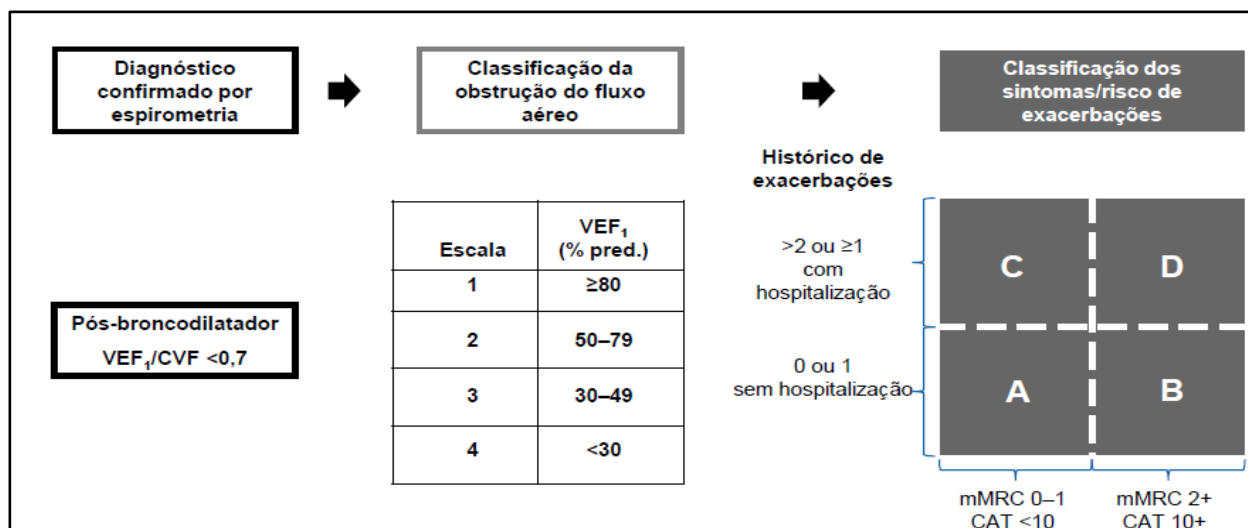 Diagnóstico
confirmado por
espirometria
Classificação da
obstrução do fluxo
aéreo
Classificação dos
sintomas/risco de
exacerbações
Pós-broncodilatador
VEF₁/CVF <0,7
Escala
VEF₁
(% pred.)
1
≥80
2
50–79
3
30–49
4
<30
Histórico de
exacerbações
>2 ou ≥1
com
hospitalização
0 ou 1
sem hospitalização
C
D
A
B
mMRC 0–1
CAT <10
mMRC 2+
CAT 10+